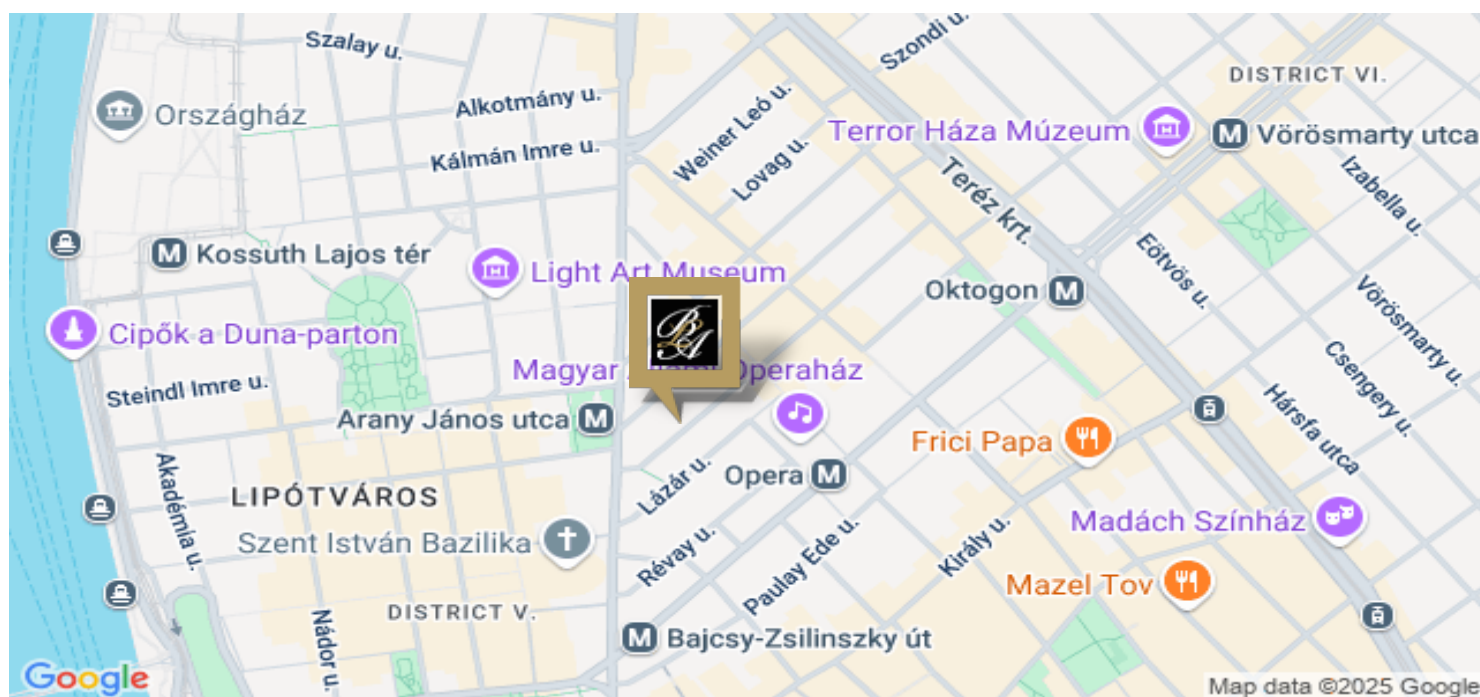 Szalay u.
Szondi u.
DISTRICT VI.
Országház
Alkotmány u.
Weiner Leó u.
Terror Háza Múzeum
Vörösmarty utca
Kálmán Imre u.
Lovag u.
Izabella u.
Teréz krt.
Kossuth Lajos tér
Light Art Museum
Oktogon
Eötvös u.
Vörösmarty u.
Cipők a Duna-parton
BLA
Magyar Állami Operaház
Csengery u.
Steindl Imre u.
Arany János utca
Frici Papa
Hársfa utca
Akadémia u.
LIPÓTVÁROS
Lázár u.
Opera
Madách Színház
Szent István Bazilika
Révay u.
Paulay Ede u.
Király u.
Mazel Tov
DISTRICT V.
Nádor u.
Bajcsy-Zsilinszky út
Google
Map data ©2025 Google